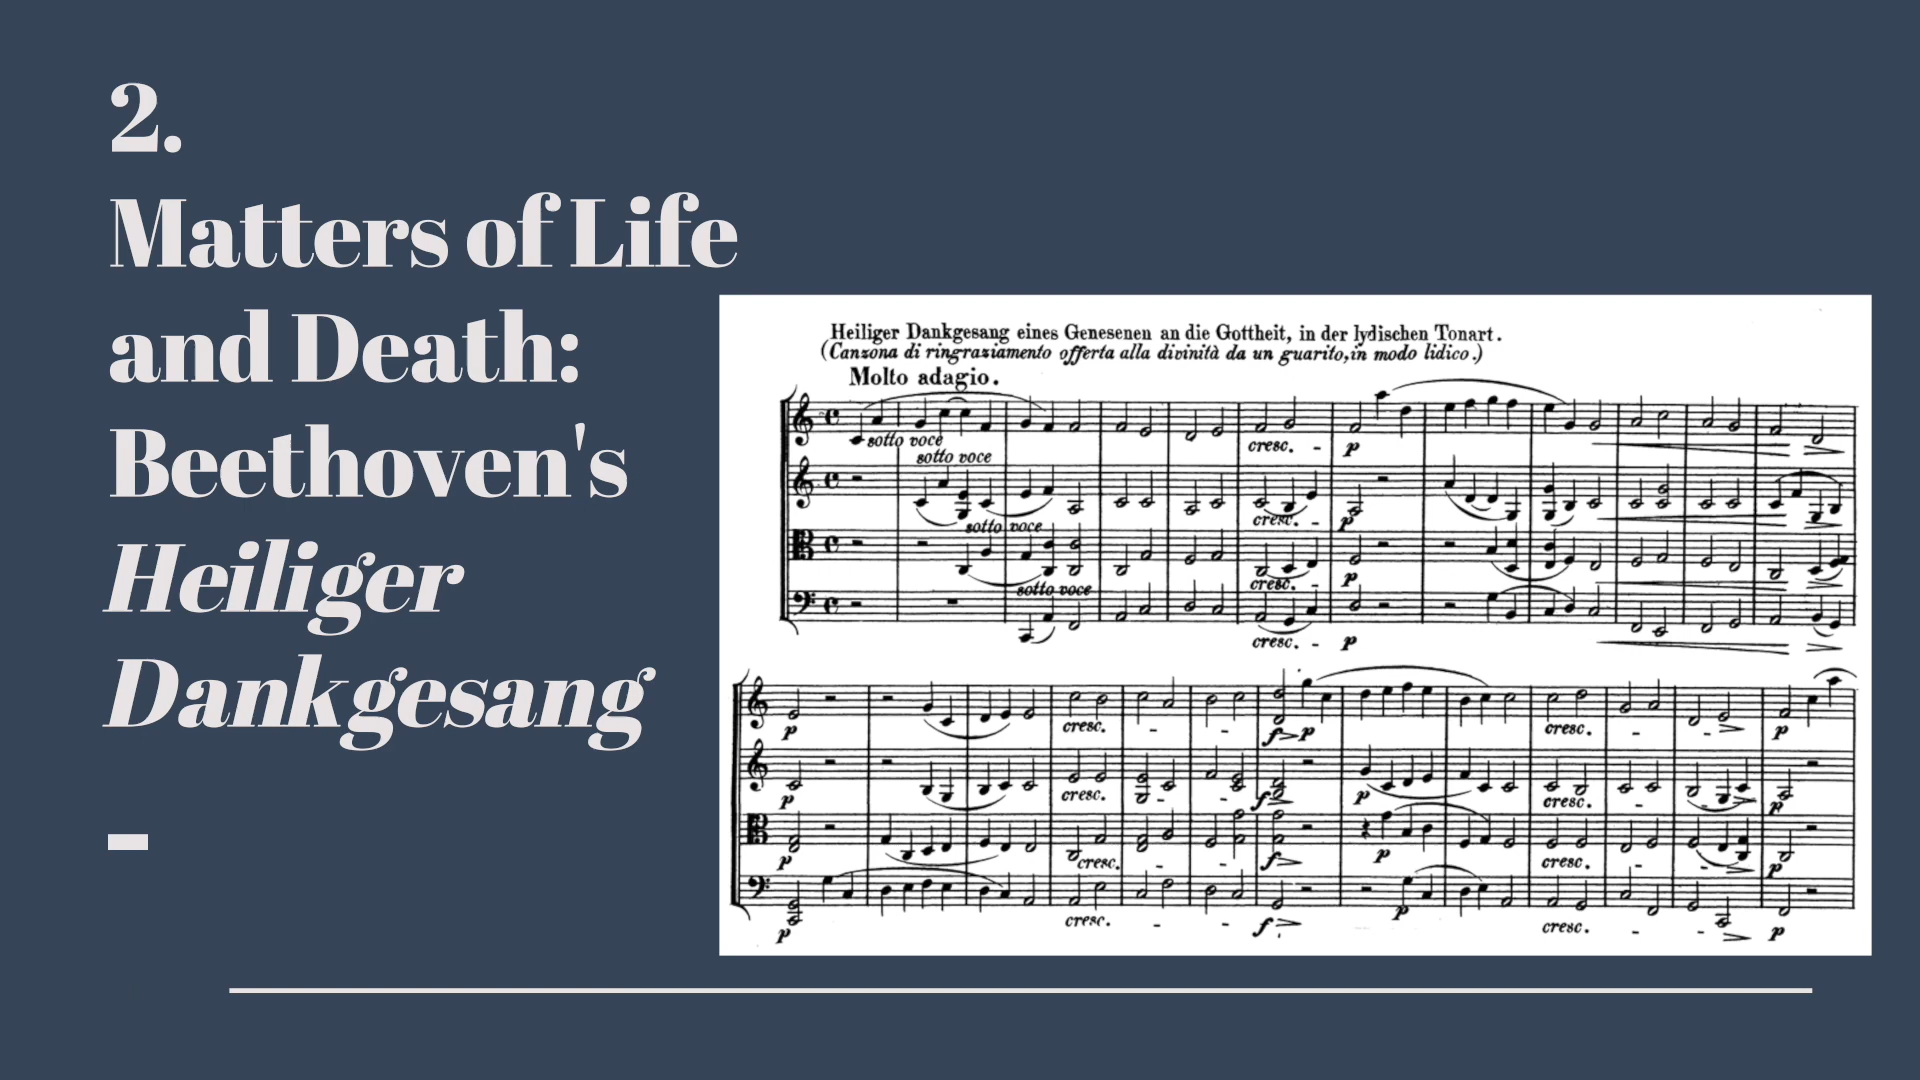 2.
Matters of Life
and Death:
Beethoven's
Heiliger
Dankgesang
Heiliger Dankgesang eines Genesenen an die Gottheit, in der lydischen Tonart.
(Canzona di ringraziamento offerta alla divinità da un guarito, in modo lidico.)
Molto adagio.
sotto voce
cresc. - p
sotto voce
cresc. - p
sotto voce
cresc. - p
sotto voce
cresc. - p
p cresc. - - f>p cresc. - - p
p cresc. - - f> p cresc. - - p
p cresc. - - f> p cresc. - - p
p cresc. - - f> p cresc. - - p